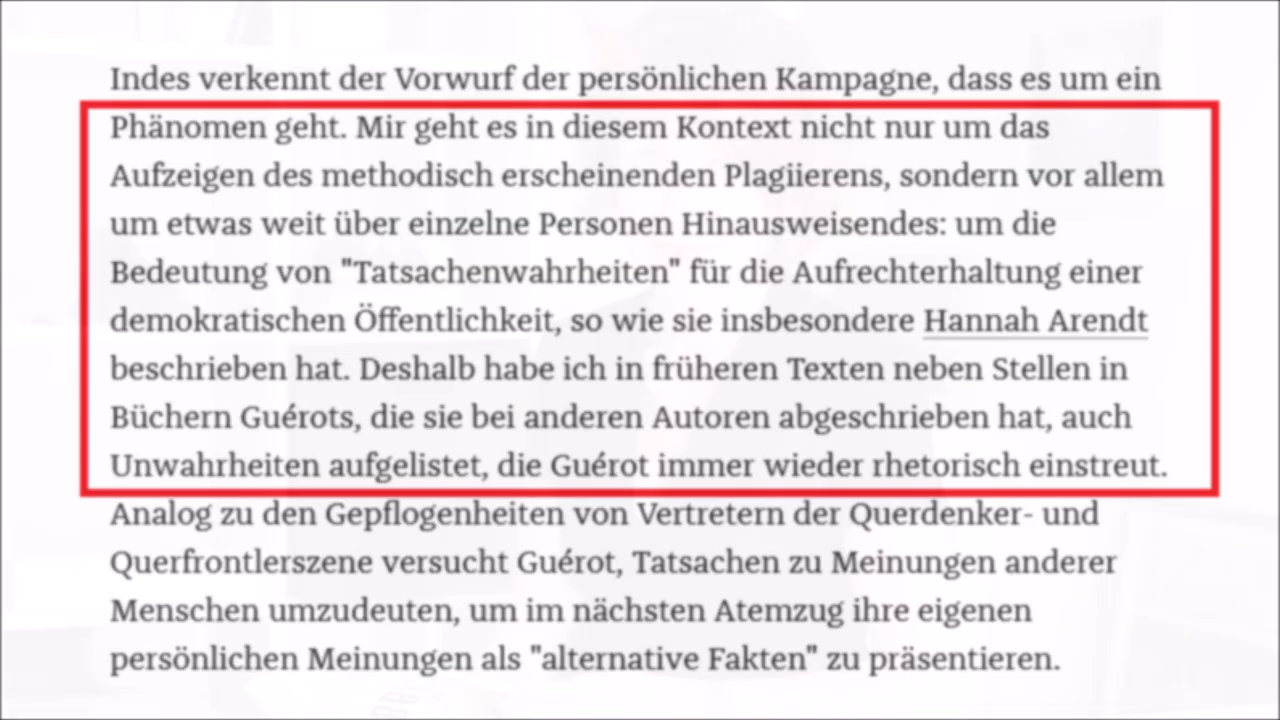 Indes verkennt der Vorwurf der persönlichen Kampagne, dass es um ein
Phänomen geht. Mir geht es in diesem Kontext nicht nur um das
Aufzeigen des methodisch erscheinenden Plagiierens, sondern vor allem
um etwas weit über einzelne Personen Hinausweisendes: um die
Bedeutung von "Tatsachenwahrheiten" für die Aufrechterhaltung einer
demokratischen Öffentlichkeit, so wie sie insbesondere Hannah Arendt
beschrieben hat. Deshalb habe ich in früheren Texten neben Stellen in
Büchern Guérots, die sie bei anderen Autoren abgeschrieben hat, auch
Unwahrheiten aufgelistet, die Guérot immer wieder rhetorisch einstreut.
Analog zu den Gepflogenheiten von Vertretern der Querdenker- und
Querfrontlerszene versucht Guérot, Tatsachen zu Meinungen anderer
Menschen umzudeuten, um im nächsten Atemzug ihre eigenen
persönlichen Meinungen als "alternative Fakten" zu präsentieren.